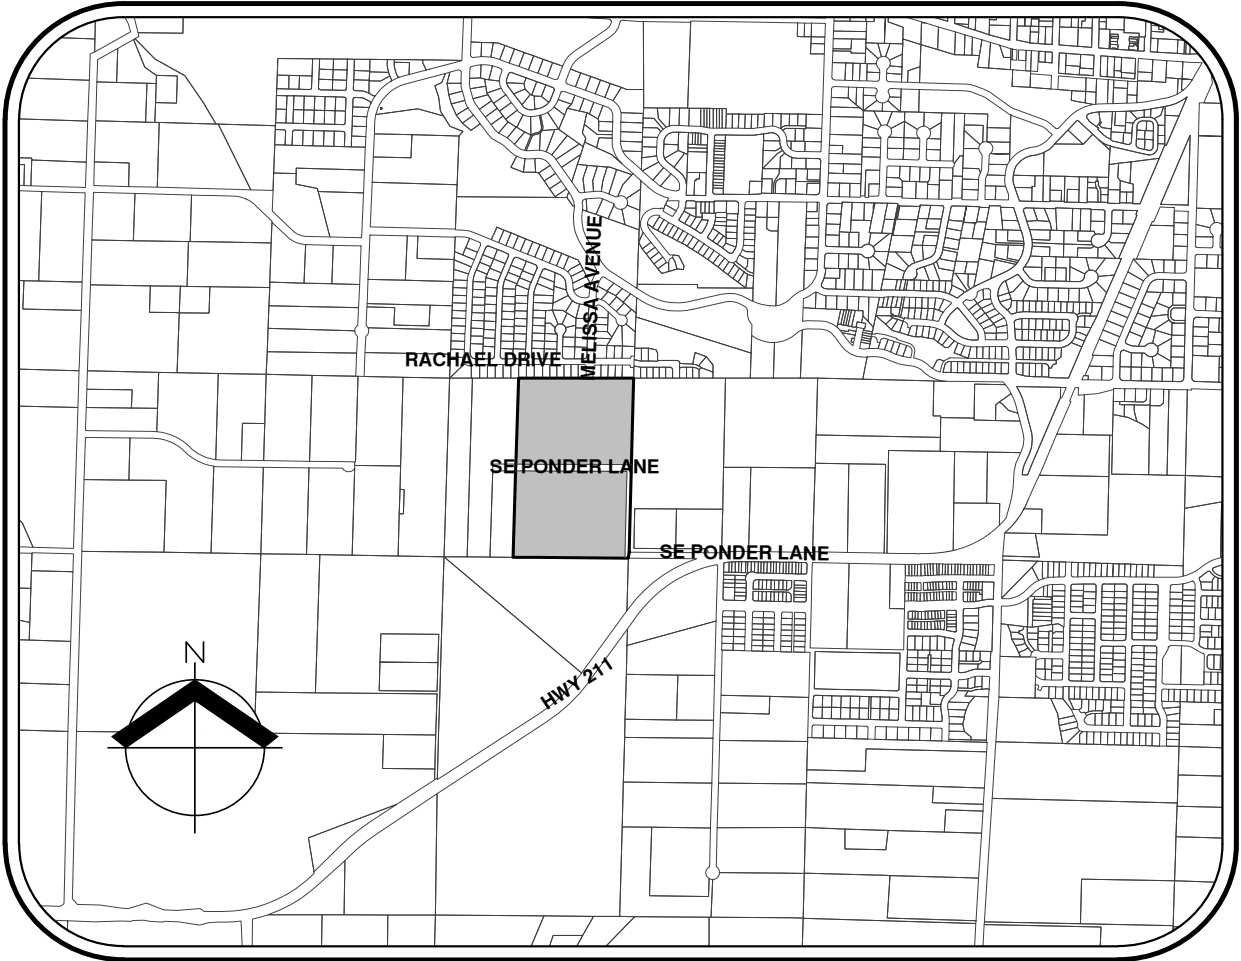 MELISSA AVENUE
RACHAEL DRIVE
SE PONDER LANE
SE PONDER LANE
N
HWY 211